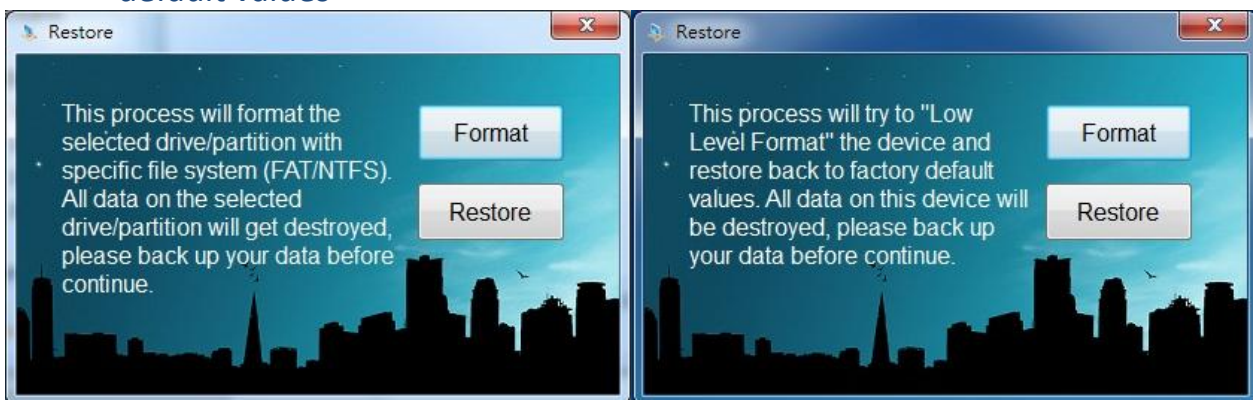 default values
Restore
This process will format the
selected drive/partition with
specific file system (FAT/NTFS).
All data on the selected
drive/partition will get destroyed,
please back up your data before
continue.
Format
Restore
Restore
This process will try to "Low
Level Format" the device and
restore back to factory default
values. All data on this device will
be destroyed, please back up
your data before continue.
Format
Restore